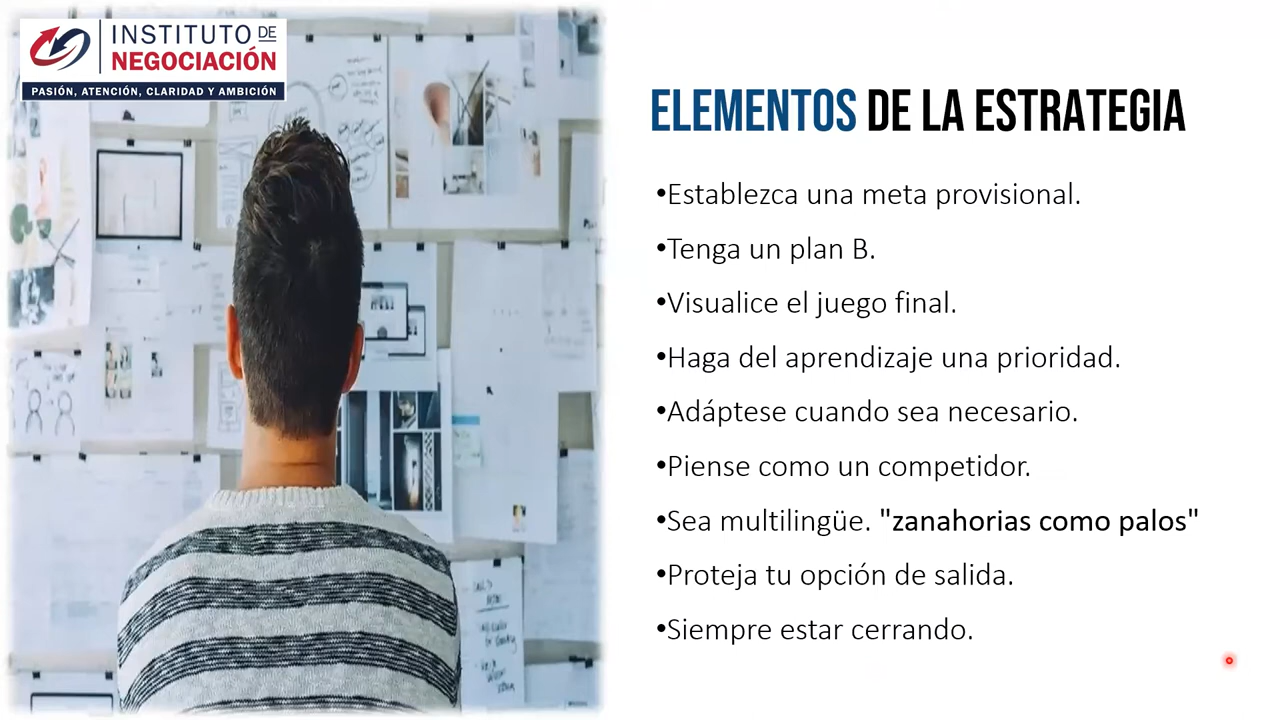 INSTITUTO DE
NEGOCIACIÓN
PASIÓN, ATENCIÓN, CLARIDAD Y AMBICIÓN
ELEMENTOS DE LA ESTRATEGIA
•Establezca una meta provisional.
•Tenga un plan B.
•Visualice el juego final.
•Haga del aprendizaje una prioridad.
•Adáptese cuando sea necesario.
•Piense como un competidor.
•Sea multilingüe. "zanahorias como palos"
•Proteja tu opción de salida.
•Siempre estar cerrando.